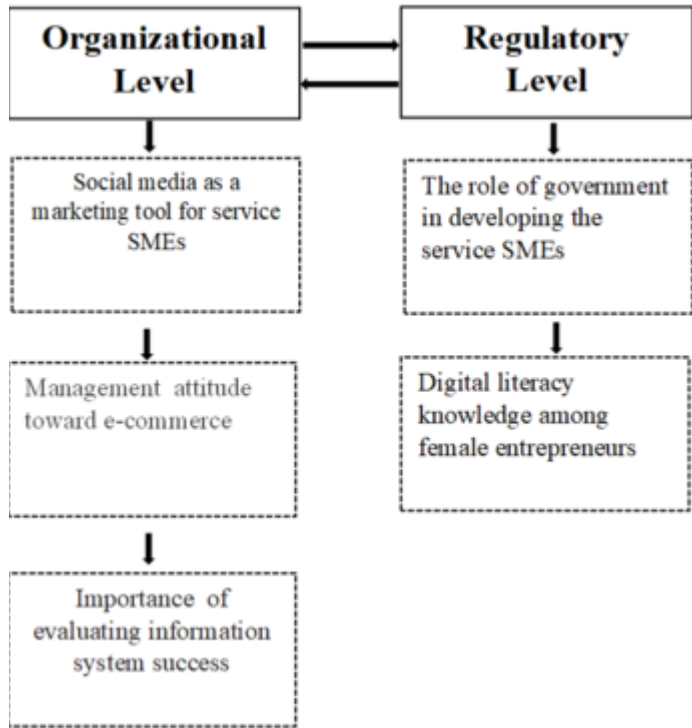 Organizational
Level
Regulatory
Level
Social media as a
marketing tool for service
SMEs
The role of government
in developing the
service SMEs
Management attitude
toward e-commerce
Digital literacy
knowledge among
female entrepreneurs
Importance of
evaluating information
system success